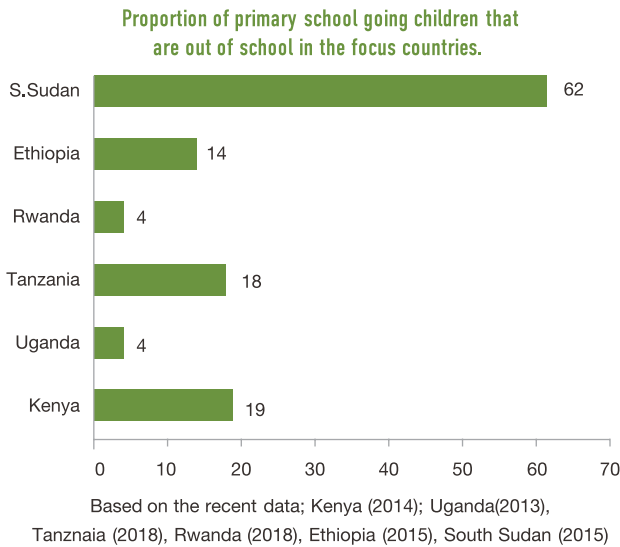 Proportion of primary school going children that
are out of school in the focus countries.
S.Sudan 62
Ethiopia 14
Rwanda 4
Tanzania 18
Uganda 4
Kenya 19
0 10 20 30 40 50 60 70
Based on the recent data; Kenya (2014); Uganda(2013),
Tanznaia (2018), Rwanda (2018), Ethiopia (2015), South Sudan (2015)